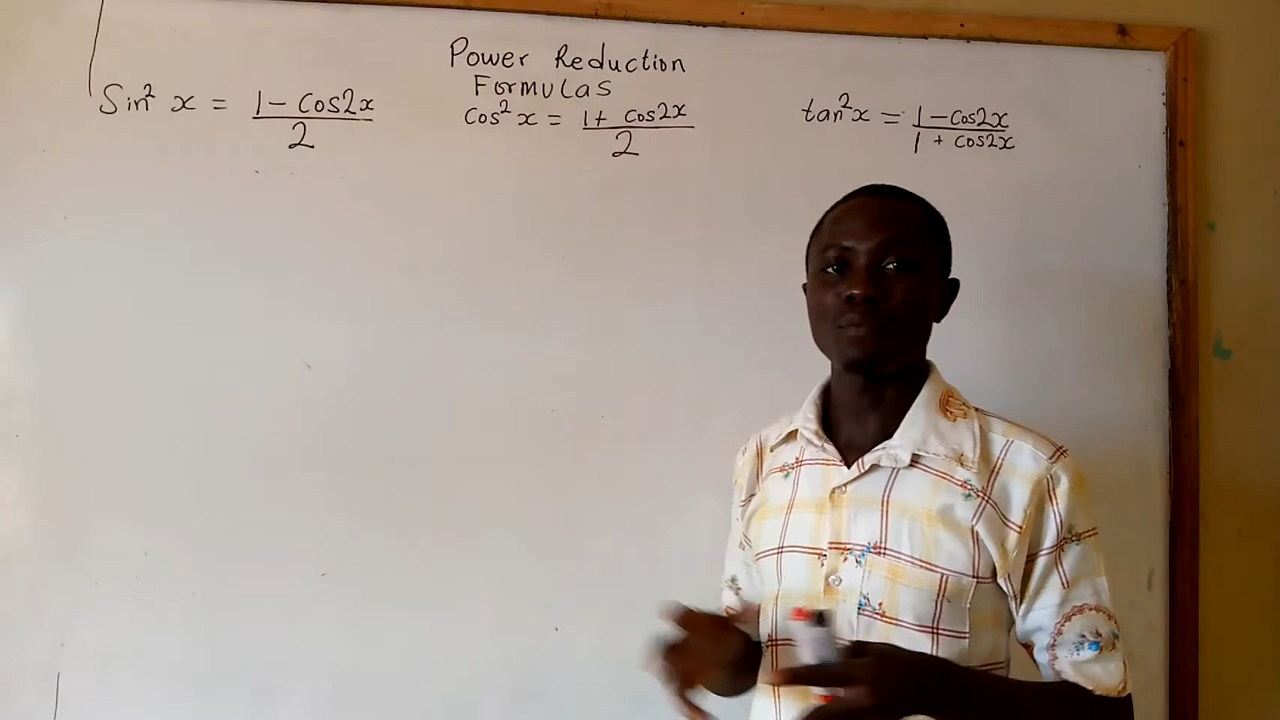 Power Reduction
Formulas
Sin² x = (1 - Cos2x)/2
Cos² x = (1 + cos2x)/2
tan²x = (1 - Cos2x)/(1 + cos2x)